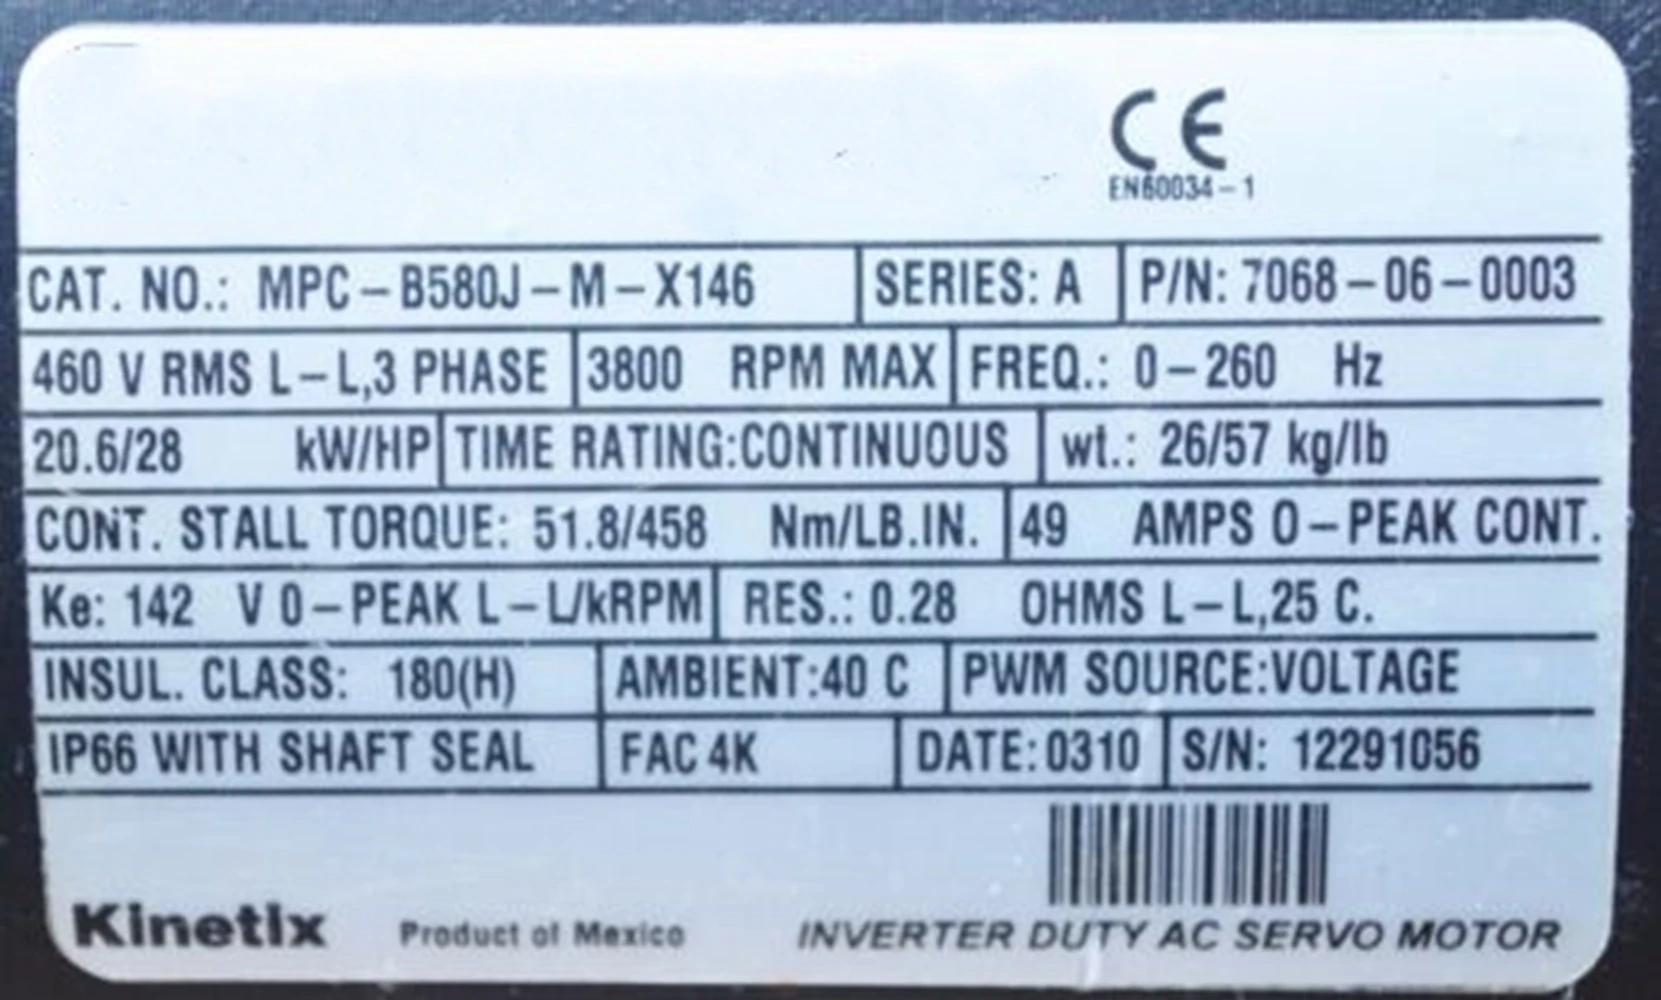 CE
EN60034-1
CAT. NO.: MPC-B580J-M-X146 SERIES: A P/N: 7068-06-0003
460 V RMS L-L,3 PHASE 3800 RPM MAX FREQ.: 0-260 Hz
20.6/28 kW/HP TIME RATING:CONTINUOUS wt.: 26/57 kg/lb
CONT. STALL TORQUE: 51.8/458 Nm/LB.IN. 49 AMPS 0-PEAK CONT.
Ke: 142 V 0-PEAK L-L/kRPM RES.: 0.28 OHMS L-L,25 C.
INSUL. CLASS: 180(H) AMBIENT:40 C PWM SOURCE:VOLTAGE
IP66 WITH SHAFT SEAL FAC 4K DATE:0310 S/N: 12291056
Kinetix Product of Mexico INVERTER DUTY AC SERVO MOTOR